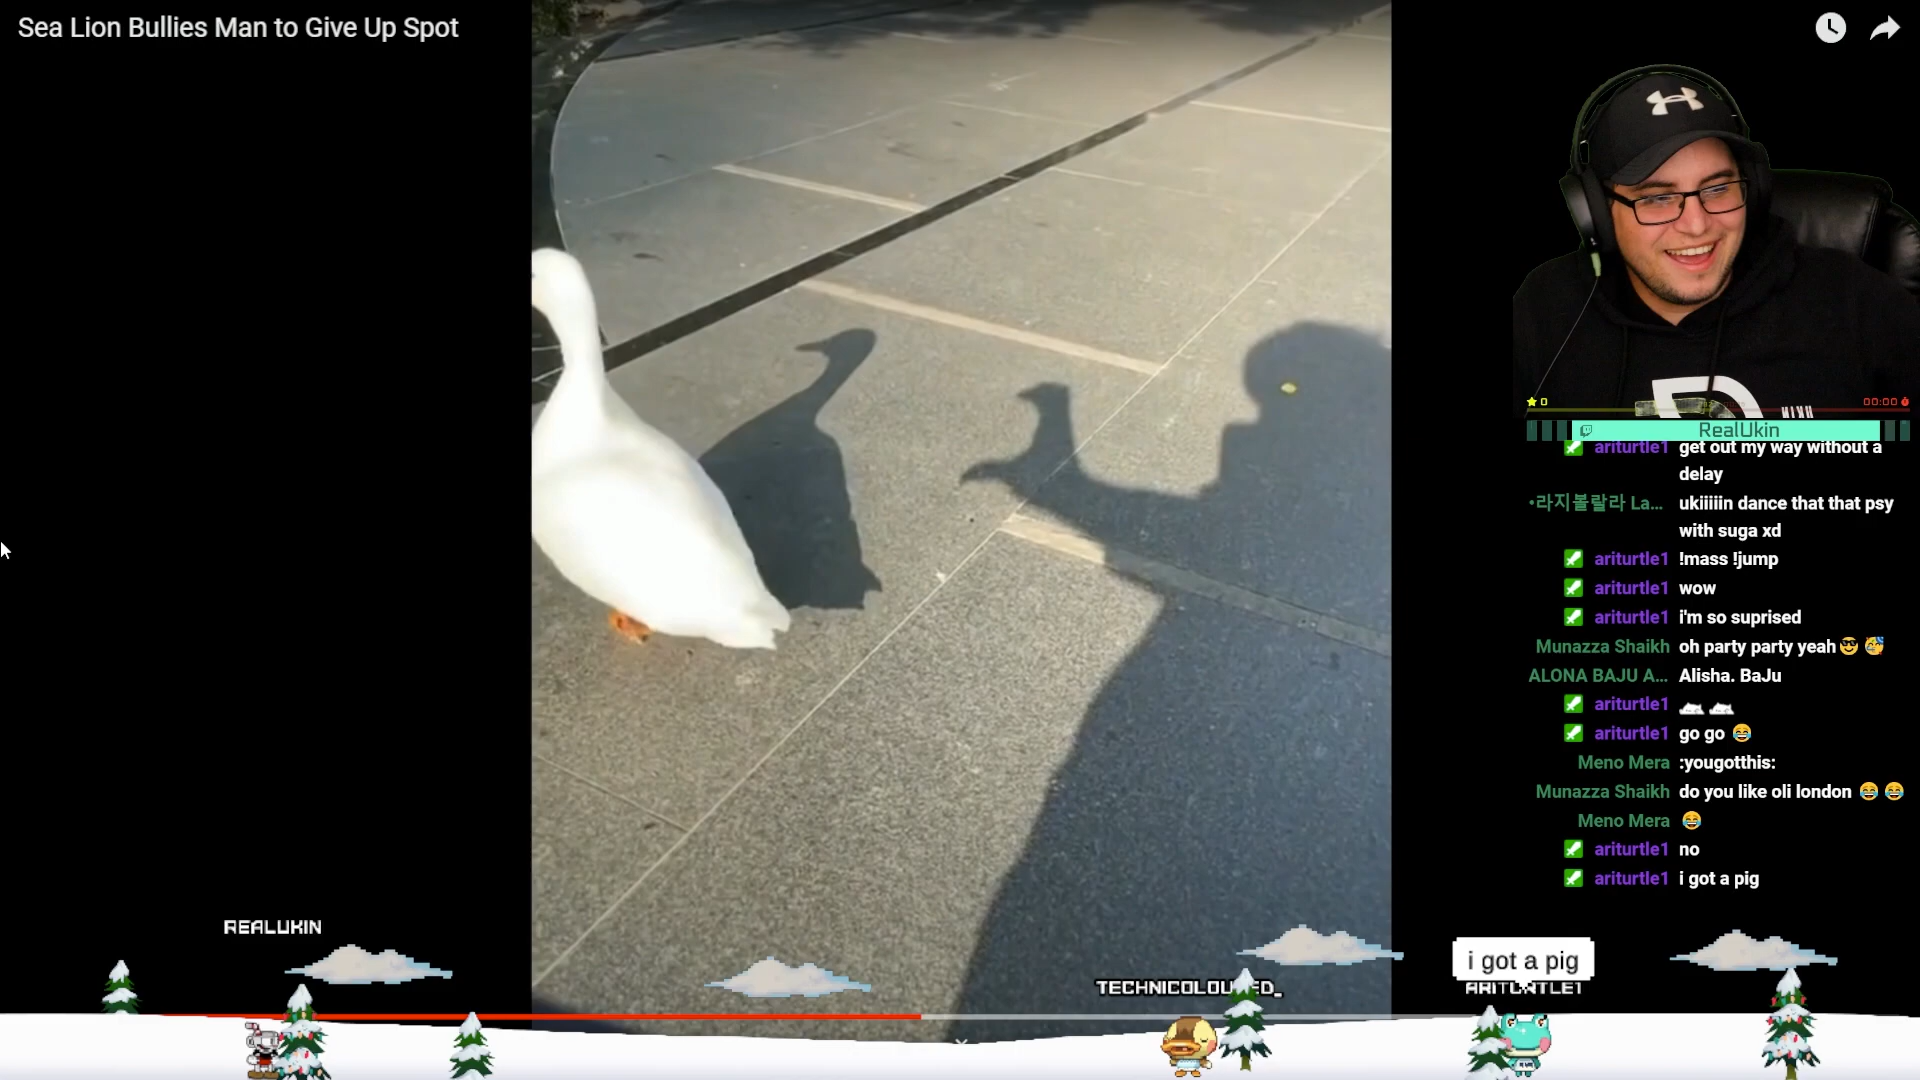 Sea Lion Bullies Man to Give Up Spot
0
00:00
RealUkin
ariturtle1 get out my way without a
delay
•라지볼랄라 La... ukiiiiin dance that that psy
with suga xd
ariturtle1 !mass !jump
ariturtle1 wow
ariturtle1 i'm so suprised
Munazza Shaikh oh party party yeah😎 🥳
ALONA BAJU A... Alisha. BaJu
ariturtle1
ariturtle1 go go 😂
Meno Mera :yougotthis:
Munazza Shaikh do you like oli london 😂 😂
Meno Mera 😂
ariturtle1 no
ariturtle1 i got a pig
REALUKIN
i got a pig
ARITURTLE1